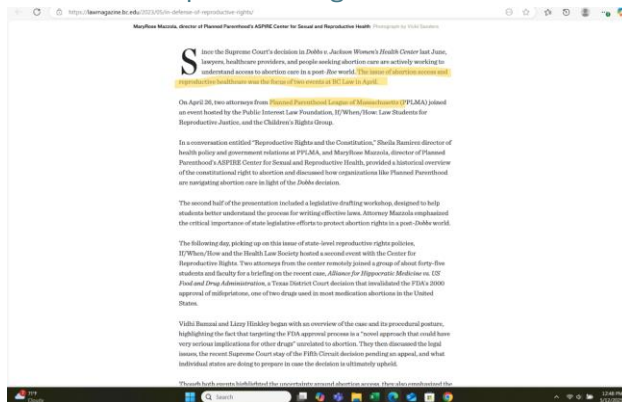 https://lawmagazine.bc.edu/2023/05/in-defense-of-reproductive-rights/
MaryRose Mazzola, director of Planned Parenthood's ASPIRE Center for Sexual and Reproductive Health Photograph by Vicki Sanders
Since the Supreme Court's decision in Dobbs v. Jackson Women's Health Center last June,
lawyers, healthcare providers, and people seeking abortion care are actively working to
understand access to abortion care in a post-Roe world. The issue of abortion access and
reproductive healthcare was the focus of two events at BC Law in April.
On April 26, two attorneys from Planned Parenthood League of Massachusetts (PPLMA) joined
an event hosted by the Public Interest Law Foundation, If/When/How: Law Students for
Reproductive Justice, and the Children's Rights Group.
In a conversation entitled "Reproductive Rights and the Constitution," Sheila Ramirez director of
health policy and government relations at PPLMA, and MaryRose Mazzola, director of Planned
Parenthood's ASPIRE Center for Sexual and Reproductive Health, provided a historical overview
of the constitutional right to abortion and discussed how organizations like Planned Parenthood
are navigating abortion care in light of the Dobbs decision.
The second half of the presentation included a legislative drafting workshop, designed to help
students better understand the process for writing effective laws. Attorney Mazzola emphasized
the critical importance of state legislative efforts to protect abortion rights in a post-Dobbs world.
The following day, picking up on this issue of state-level reproductive rights policies,
If/When/How and the Health Law Society hosted a second event with the Center for
Reproductive Rights. Two attorneys from the center remotely joined a group of about forty-five
students and faculty for a briefing on the recent case, Alliance for Hippocratic Medicine vs. US
Food and Drug Administration, a Texas District Court decision that invalidated the FDA's 2000
approval of mifepristone, one of two drugs used in most medication abortions in the United
States.
Vidhi Bamzai and Lizzy Hinkley began with an overview of the case and its procedural posture,
highlighting the fact that targeting the FDA approval process is a "novel approach that could have
very serious implications for other drugs" unrelated to abortion. They then discussed the legal
issues, the recent Supreme Court stay of the Fifth Circuit decision pending an appeal, and what
individual states are doing to prepare in case the decision is ultimately upheld.
Though both events highlighted the uncertainty around abortion access, they also emphasized the
77°F
Cloudy
Search
12:48 PM